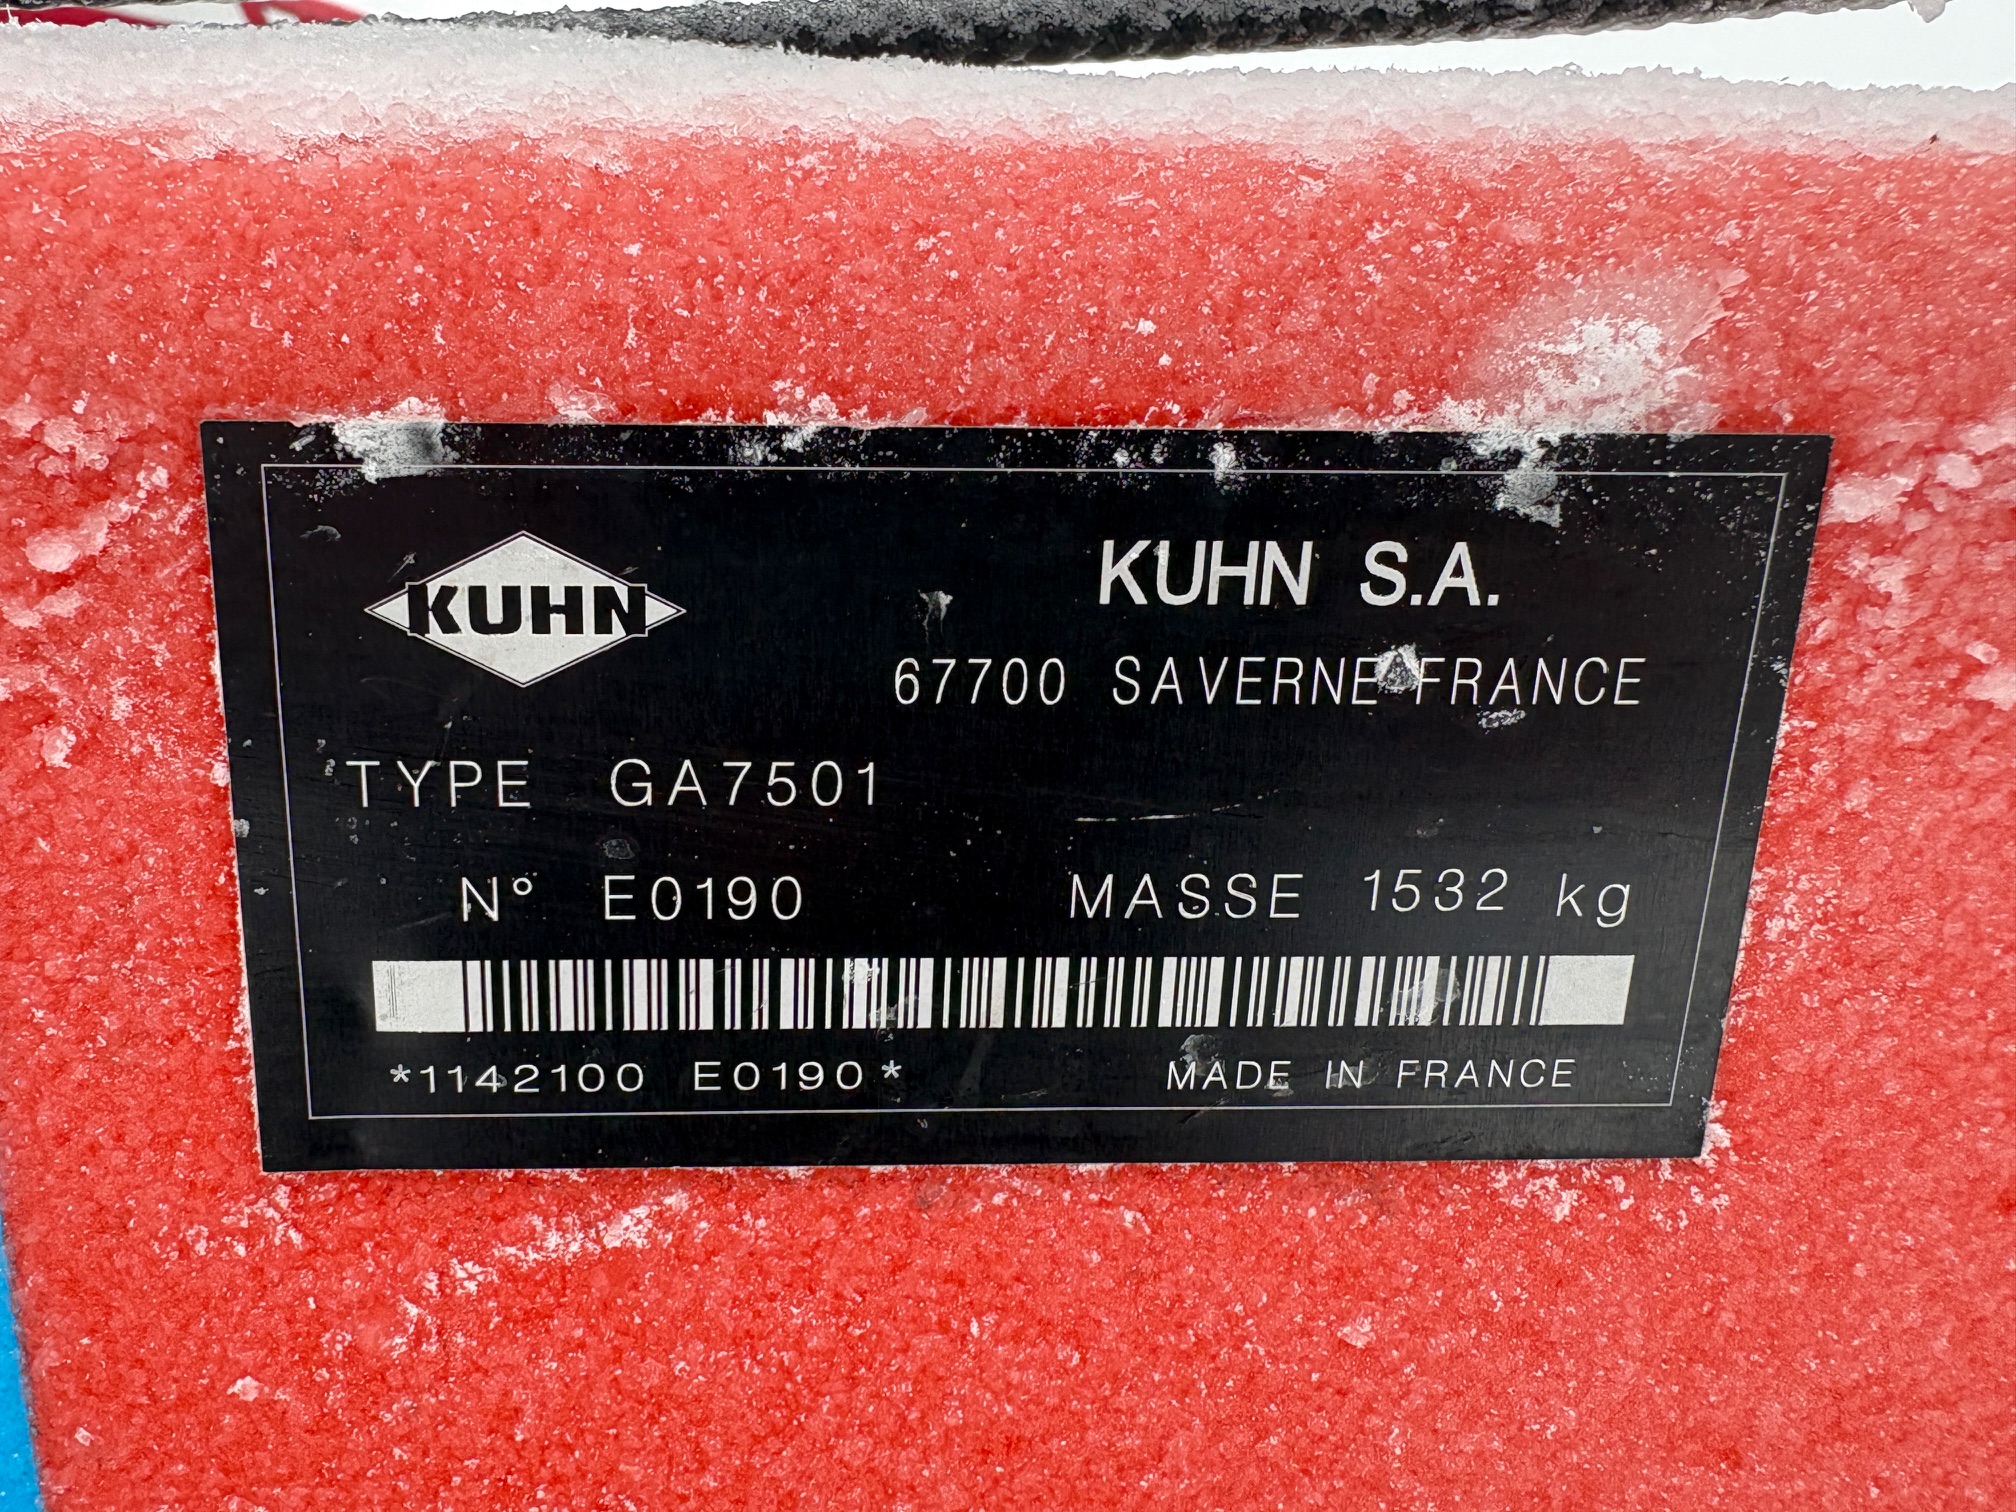 KUHN
KUHN S.A.
67700 SAVERNE FRANCE
TYPE GA7501
N° E0190 MASSE 1532 kg
*1142100 E0190* MADE IN FRANCE